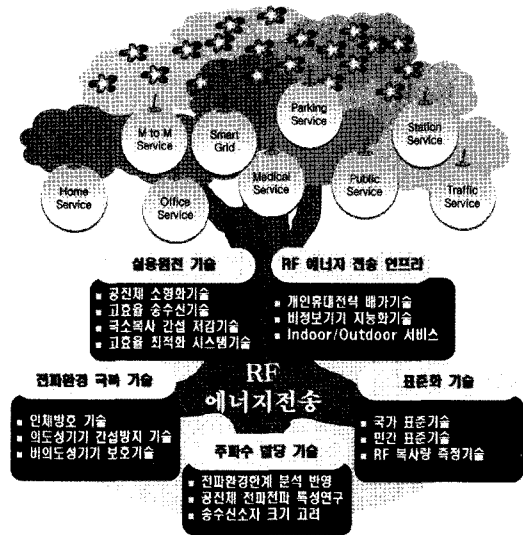 Parking
Service
M to M
Service
Smart
Grid
Station
Service
Home
Service
Office
Service
Medical
Service
Public
Service
Traffic
Service
실용원천 기술
공진체 소형화기술
고효율 송수신기술
국소복사 간섭 저감기술
고효율 최적화 시스템기술
RF 에너지 전송 인프라
개인휴대전력 배가기술
비정보기기 지능화기술
Indoor/Outdoor 서비스
RF
에너지전송
전파환경 극복 기술
인체방호 기술
의도성기기 간섭방지 기술
비의도성기기 보호기술
표준화 기술
국가 표준기술
민간 표준기술
RF 복사량 측정기술
주파수 발당 기술
전파환경한계 분석 반영
공진체 전파전파 특성연구
송수신소자 크기 고려